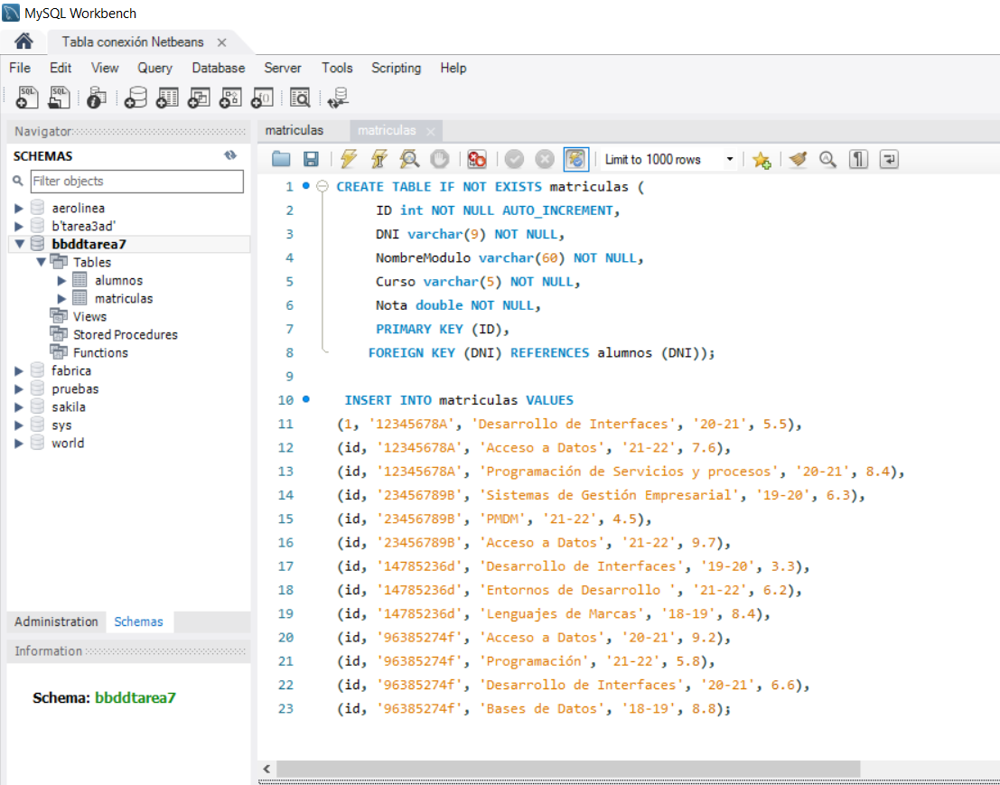 MySQL Workbench
Tabla conexión Netbeans
File Edit View Query Database Server Tools Scripting Help
Navigator
SCHEMAS
Filter objects
aerolinea
b'tarea3ad'
bbddtarea7
Tables
alumnos
matriculas
Views
Stored Procedures
Functions
fabrica
pruebas
sakila
sys
world
Administration Schemas
Information
Schema: bbddtarea7
matriculas matriculas
Limit to 1000 rows
1 CREATE TABLE IF NOT EXISTS matriculas (
2 ID int NOT NULL AUTO_INCREMENT,
3 DNI varchar(9) NOT NULL,
4 NombreModulo varchar(60) NOT NULL,
5 Curso varchar(5) NOT NULL,
6 Nota double NOT NULL,
7 PRIMARY KEY (ID),
8 FOREIGN KEY (DNI) REFERENCES alumnos (DNI));
9
10 INSERT INTO matriculas VALUES
11 (1, '12345678A', 'Desarrollo de Interfaces', '20-21', 5.5),
12 (id, '12345678A', 'Acceso a Datos', '21-22', 7.6),
13 (id, '12345678A', 'Programación de Servicios y procesos', '20-21', 8.4),
14 (id, '23456789B', 'Sistemas de Gestión Empresarial', '19-20', 6.3),
15 (id, '23456789B', 'PMDM', '21-22', 4.5),
16 (id, '23456789B', 'Acceso a Datos', '21-22', 9.7),
17 (id, '14785236d', 'Desarrollo de Interfaces', '19-20', 3.3),
18 (id, '14785236d', 'Entornos de Desarrollo ', '21-22', 6.2),
19 (id, '14785236d', 'Lenguajes de Marcas', '18-19', 8.4),
20 (id, '96385274f', 'Acceso a Datos', '20-21', 9.2),
21 (id, '96385274f', 'Programación', '21-22', 5.8),
22 (id, '96385274f', 'Desarrollo de Interfaces', '20-21', 6.6),
23 (id, '96385274f', 'Bases de Datos', '18-19', 8.8);